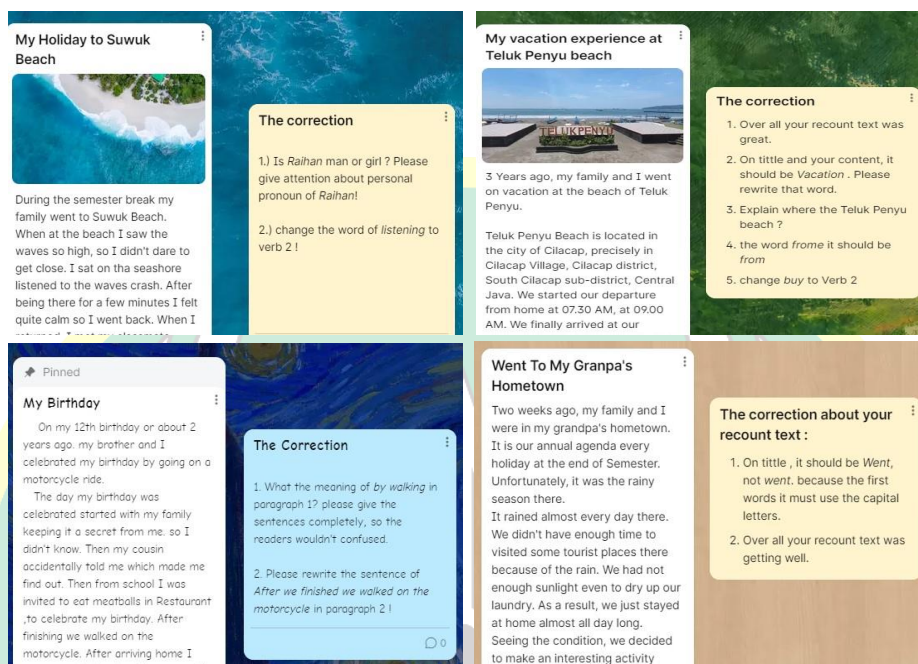 My Holiday to Suwuk
Beach
During the semester break my
family went to Suwuk Beach.
When at the beach I saw the
waves so high, so I didn't dare to
get close. I sat on tha seashore
listened to the waves crash. After
being there for a few minutes I felt
quite calm so I went back. When I
The correction
1.) Is Raihan man or girl ? Please
give attention about personal
pronoun of Raihan!
2.) change the word of listening to
verb 2 !
My vacation experience at
Teluk Penyu beach
TELUKPENYU
3 Years ago, my family and I went
on vacation at the beach of Teluk
Penyu.
Teluk Penyu Beach is located in
the city of Cilacap, precisely in
Cilacap Village, Cilacap district,
South Cilacap sub-district, Central
Java. We started our departure
from home at 07.30 AM, at 09.00
AM. We finally arrived at our
The correction
1. Over all your recount text was
great.
2. On tittle and your content, it
should be Vacation . Please
rewrite that word.
3. Explain where the Teluk Penyu
beach ?
4. the word frome it should be
from
5. change buy to Verb 2
Pinned
My Birthday
On my 12th birthday or about 2
years ago. my brother and I
celebrated my birthday by going on a
motorcycle ride.
The day my birthday was
celebrated started with my family
keeping it a secret from me. so I
didn't know. Then my cousin
accidentally told me which made me
find out. Then from school I was
invited to eat meatballs in Restaurant
,to celebrate my birthday. After
finishing we walked on the
motorcycle. After arriving home I
The Correction
1. What the meaning of by walking in
paragraph 1? please give the
sentences completely, so the
readers wouldn't confused.
2. Please rewrite the sentence of
After we finished we walked on the
motorcycle in paragraph 2 !
0
Went To My Granpa's
Hometown
Two weeks ago, my family and I
were in my grandpa's hometown.
It is our annual agenda every
holiday at the end of Semester.
Unfortunately, it was the rainy
season there.
It rained almost every day there.
We didn't have enough time to
visited some tourist places there
because of the rain. We had not
enough sunlight even to dry up our
laundry. As a result, we just stayed
at home almost all day long.
Seeing the condition, we decided
to make an interesting activity
The correction about your
recount text :
1. On tittle , it should be Went,
not went. because the first
words it must use the capital
letters.
2. Over all your recount text was
getting well.